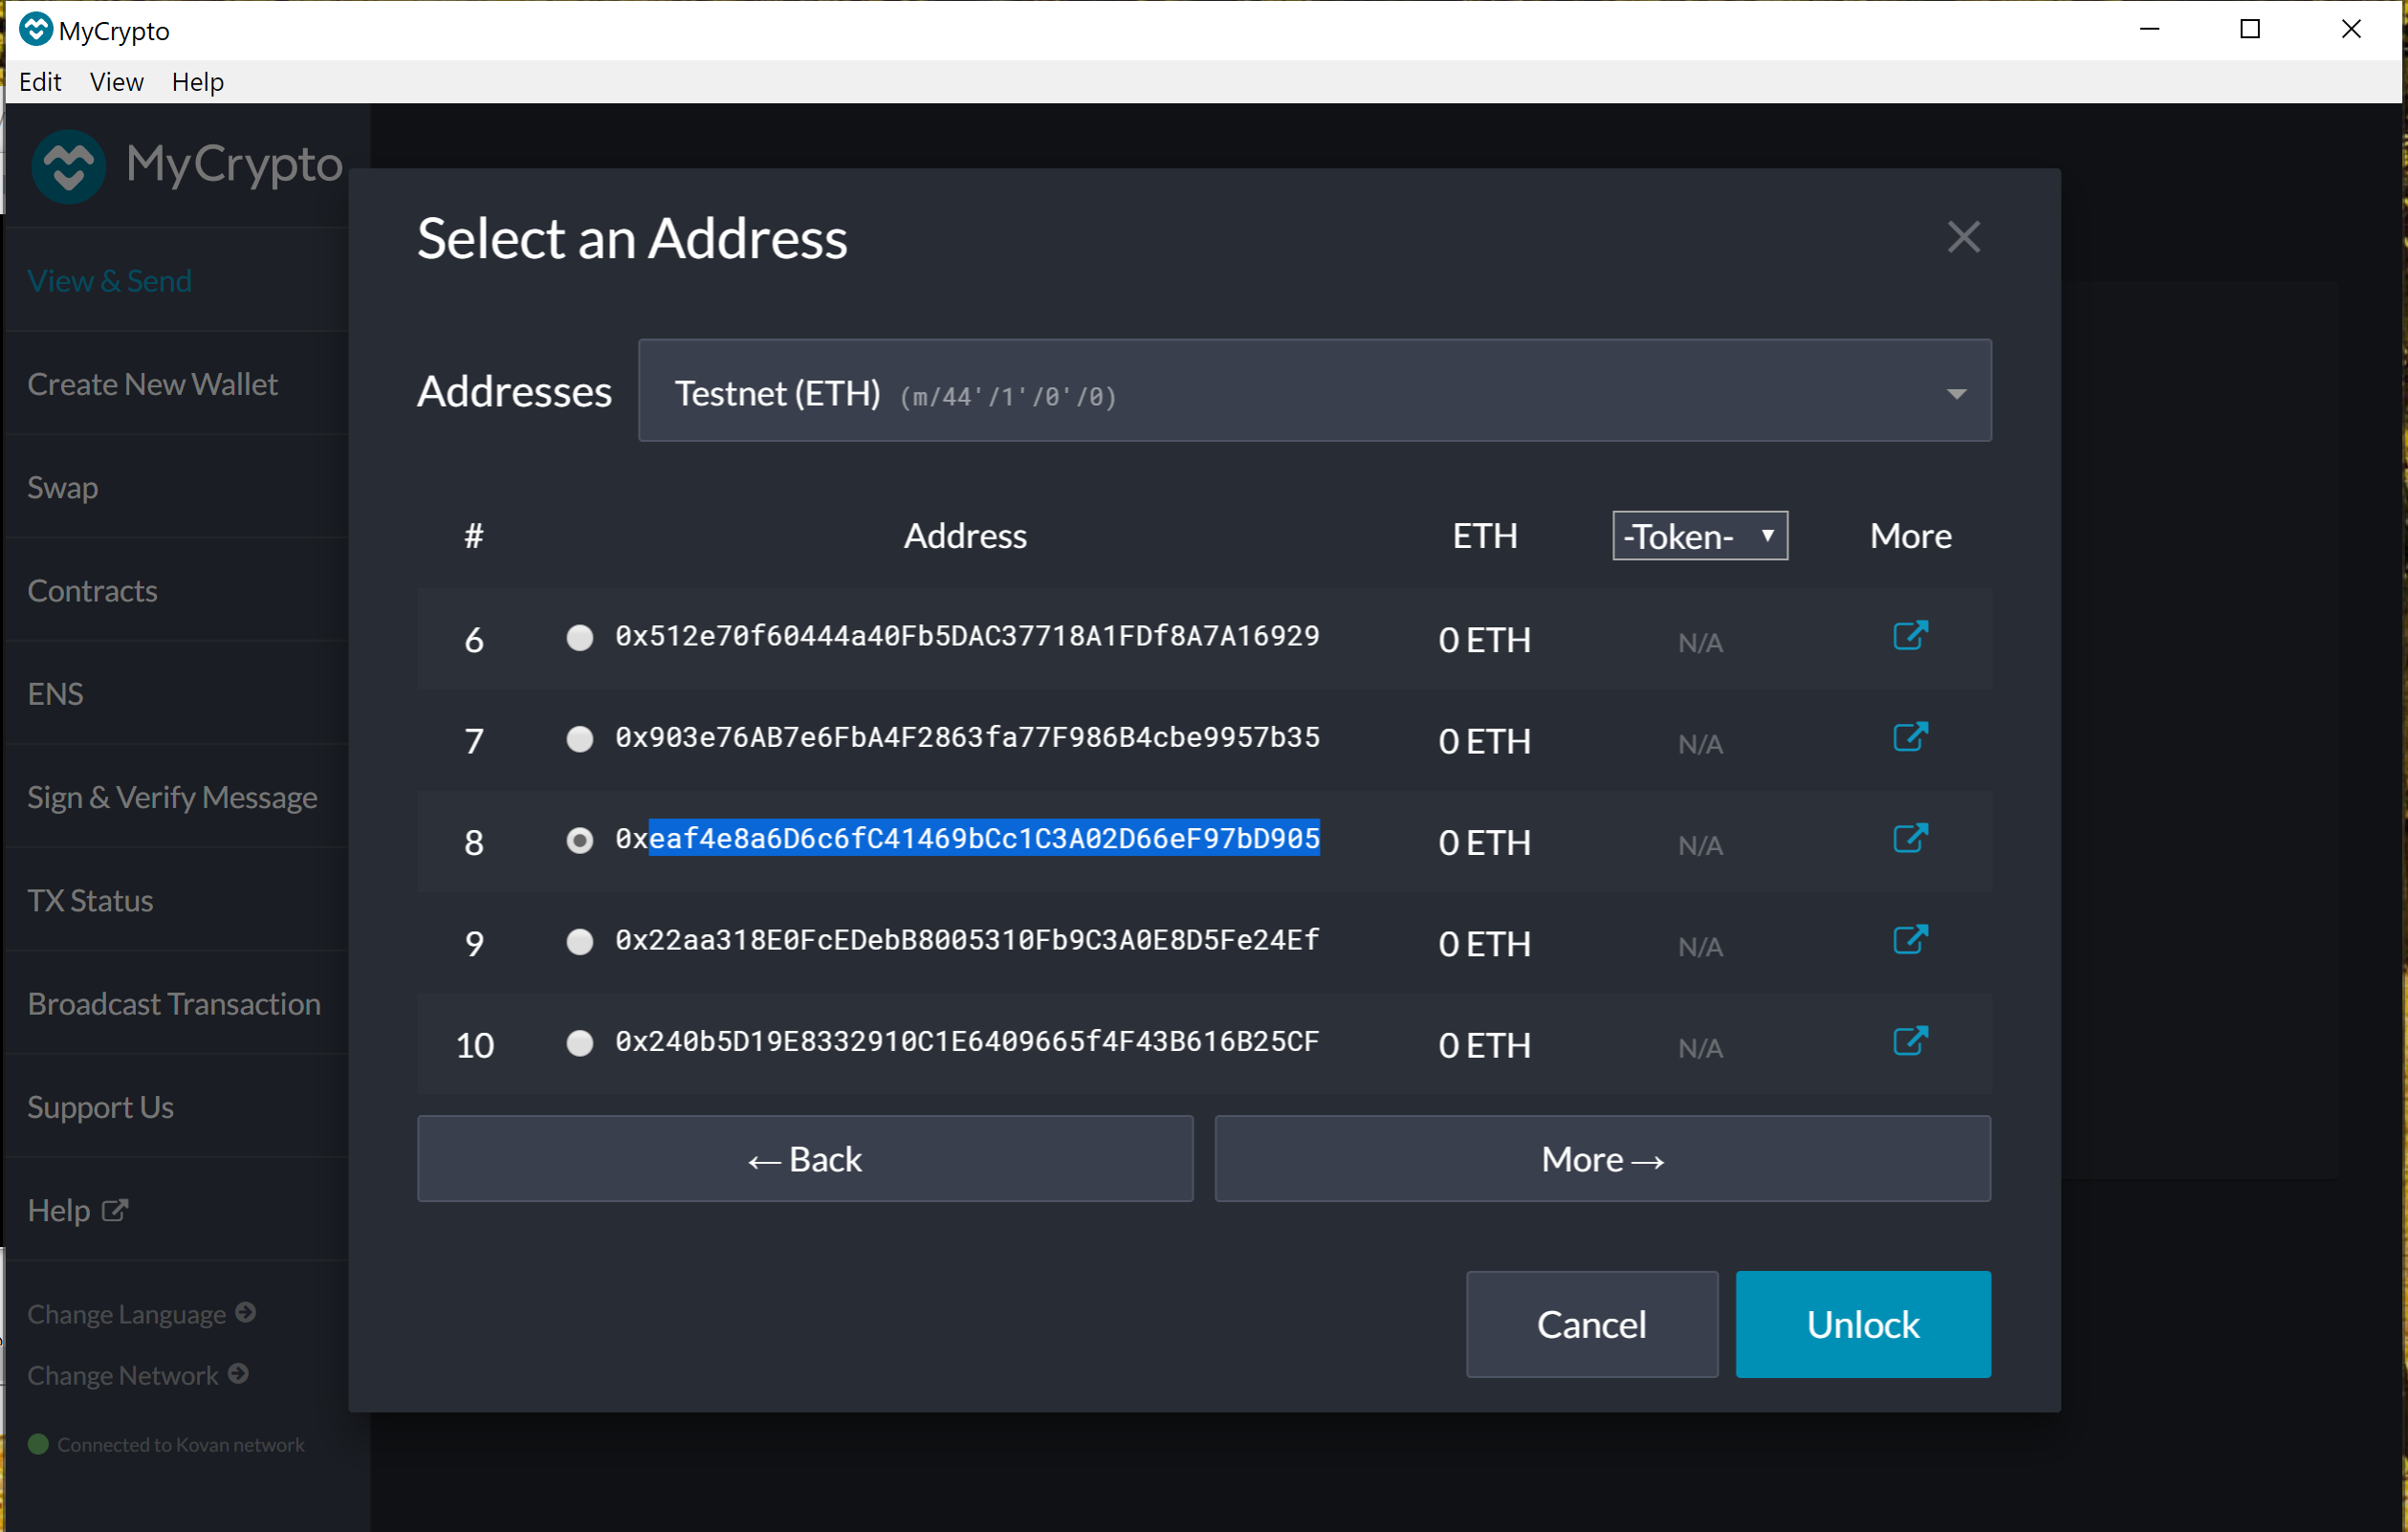 MyCrypto
Edit View Help
MyCrypto
View & Send
Create New Wallet
Swap
Contracts
ENS
Sign & Verify Message
TX Status
Broadcast Transaction
Support Us
Help
Change Language
Change Network
Connected to Kovan network
Select an Address
Addresses Testnet (ETH) (m/44'/1'/0'/0)
# Address ETH -Token- More
6 0x512e70f60444a40Fb5DAC37718A1FDf8A7A16929 0 ETH N/A
7 0x903e76AB7e6FbA4F2863fa77F986B4cbe9957b35 0 ETH N/A
8 0xeaf4e8a6D6c6fC41469bCc1C3A02D66eF97bD905 0 ETH N/A
9 0x22aa318E0FcEDebB8005310Fb9C3A0E8D5Fe24Ef 0 ETH N/A
10 0x240b5D19E8332910C1E6409665f4F43B616B25CF 0 ETH N/A
← Back More →
Cancel Unlock